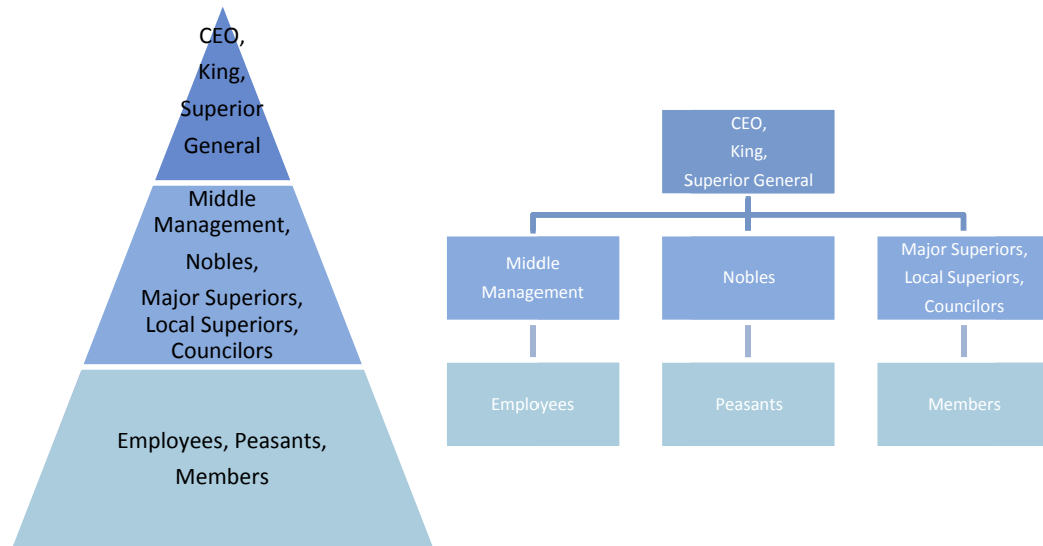 CEO,
King,
Superior
General
Middle
Management,
Nobles,
Major Superiors,
Local Superiors,
Councilors
Employees, Peasants,
Members
CEO,
King,
Superior General
Middle
Management
Nobles
Major Superiors,
Local Superiors,
Councilors
Employees
Peasants
Members